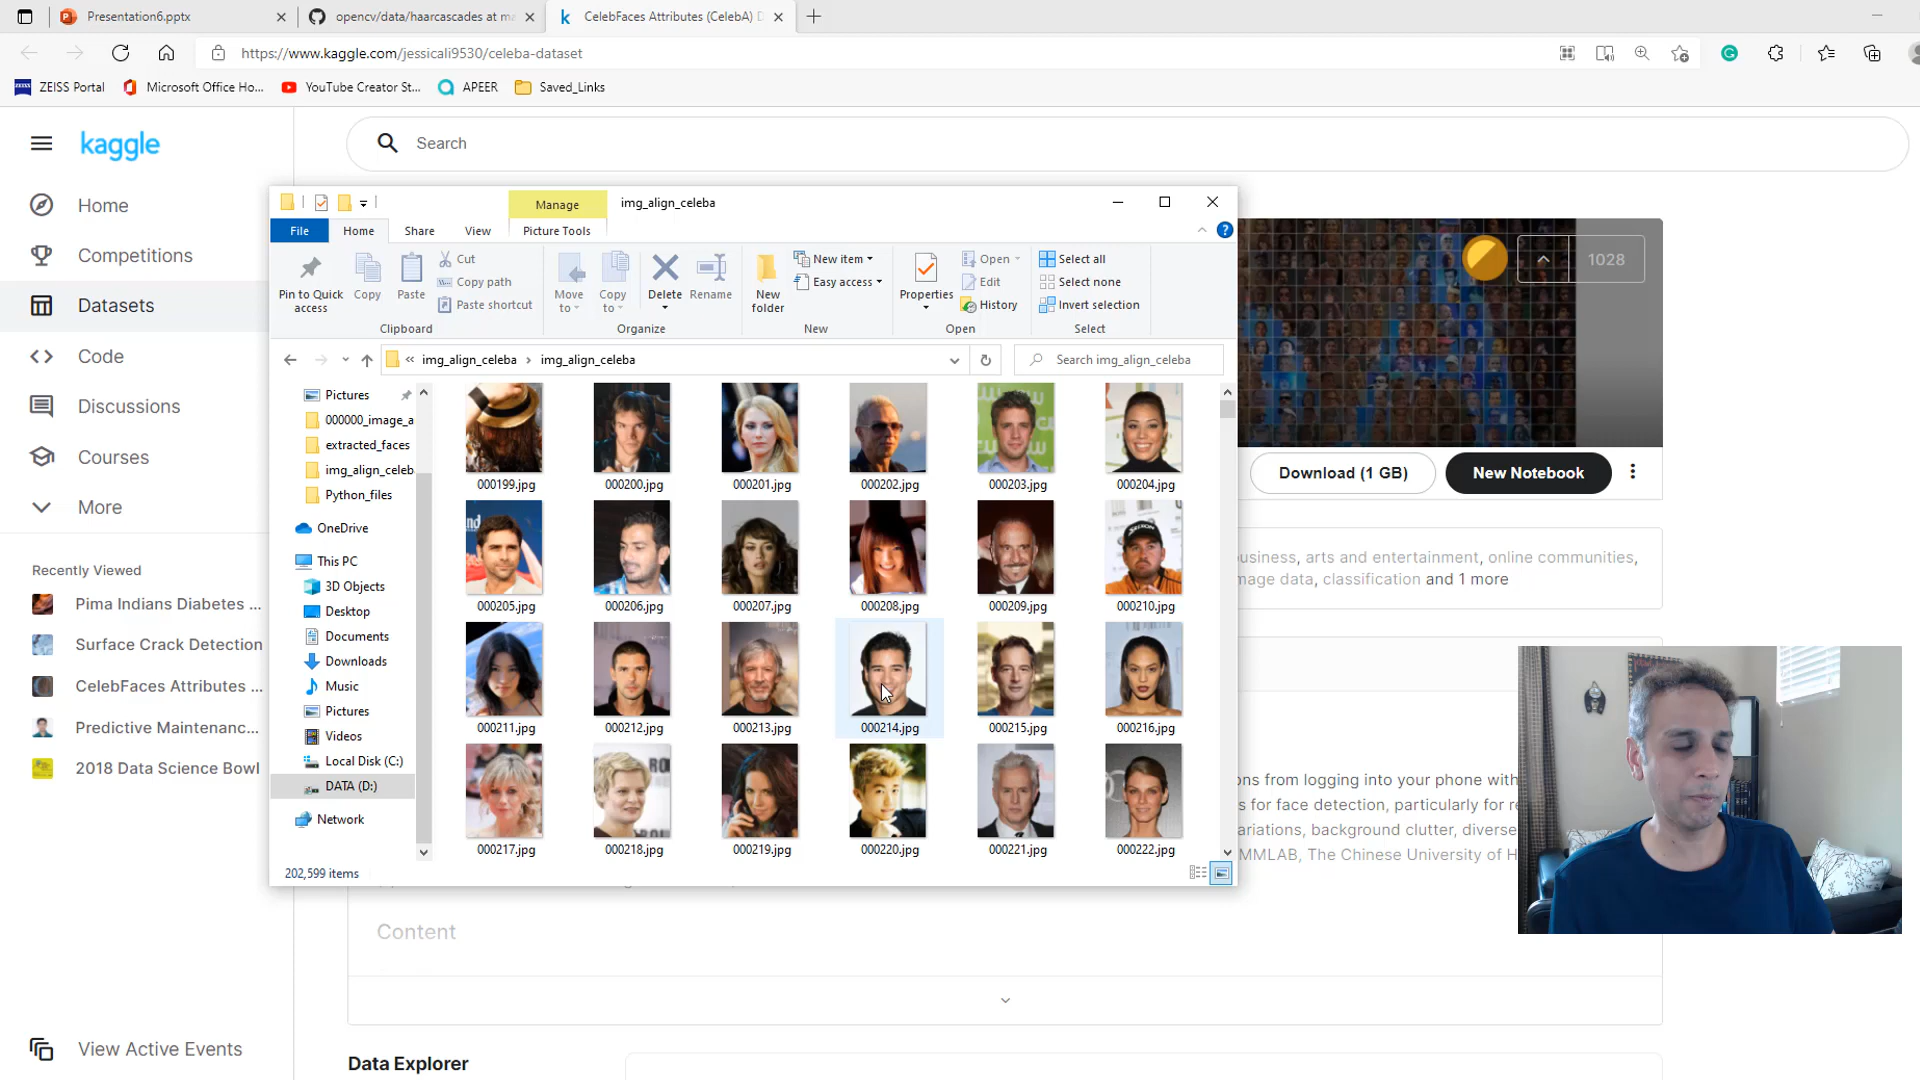 Presentation6.pptx
opencv/data/haarcascades at ma
CelebFaces Attributes (CelebA) D
https://www.kaggle.com/jessicali9530/celeba-dataset
ZEISS Portal
Microsoft Office Ho...
YouTube Creator St...
APEER
Saved_Links
kaggle
Search
Home
Competitions
Datasets
Code
Discussions
Courses
More
Recently Viewed
Pima Indians Diabetes ...
Surface Crack Detection
CelebFaces Attributes ...
Predictive Maintenanc...
2018 Data Science Bowl
View Active Events
Manage
img_align_celeba
File
Home
Share
View
Picture Tools
Pin to Quick access
Copy
Paste
Cut
Copy path
Paste shortcut
Clipboard
Move to
Copy to
Delete
Rename
Organize
New folder
New item
Easy access
New
Properties
Open
Edit
History
Open
Select all
Select none
Invert selection
Select
« img_align_celeba › img_align_celeba
Search img_align_celeba
Pictures
000000_image_a
extracted_faces
img_align_celeb
Python_files
OneDrive
This PC
3D Objects
Desktop
Documents
Downloads
Music
Pictures
Videos
Local Disk (C:)
DATA (D:)
Network
000199.jpg
000200.jpg
000201.jpg
000202.jpg
000203.jpg
000204.jpg
000205.jpg
000206.jpg
000207.jpg
000208.jpg
000209.jpg
000210.jpg
000211.jpg
000212.jpg
000213.jpg
000214.jpg
000215.jpg
000216.jpg
000217.jpg
000218.jpg
000219.jpg
000220.jpg
000221.jpg
000222.jpg
202,599 items
1028
Download (1 GB)
New Notebook
business, arts and entertainment, online communities,
image data, classification and 1 more
ons from logging into your phone with
s for face detection, particularly for re
ariations, background clutter, diverse
MMLAB, The Chinese University of H
Content
Data Explorer